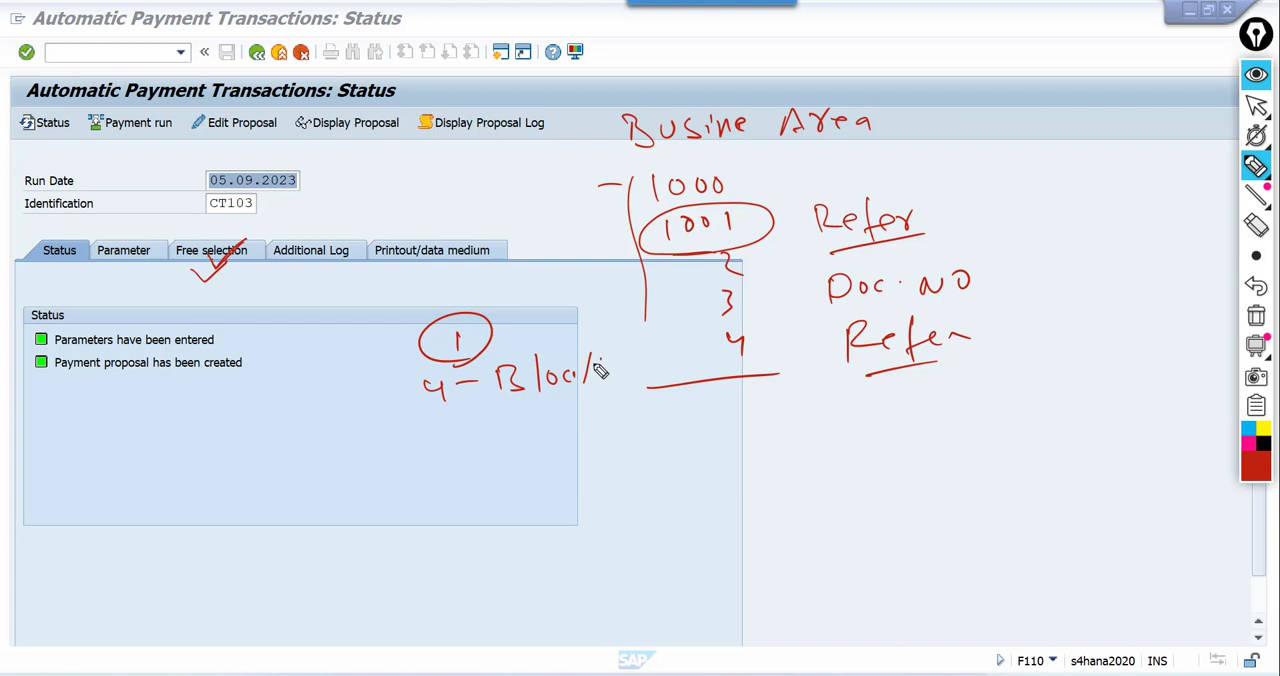 Automatic Payment Transactions: Status
Automatic Payment Transactions: Status
Status Payment run Edit Proposal Display Proposal Display Proposal Log
Busine Area
Run Date 05.09.2023
1000
Identification CT103
1001 Refer
Status Parameter Free selection Additional Log Printout/data medium
2
Doc. NO
3
Status
Parameters have been entered
1
4
Refer
Payment proposal has been created
4 - Bloc
SAP
F110 s4hana2020 INS